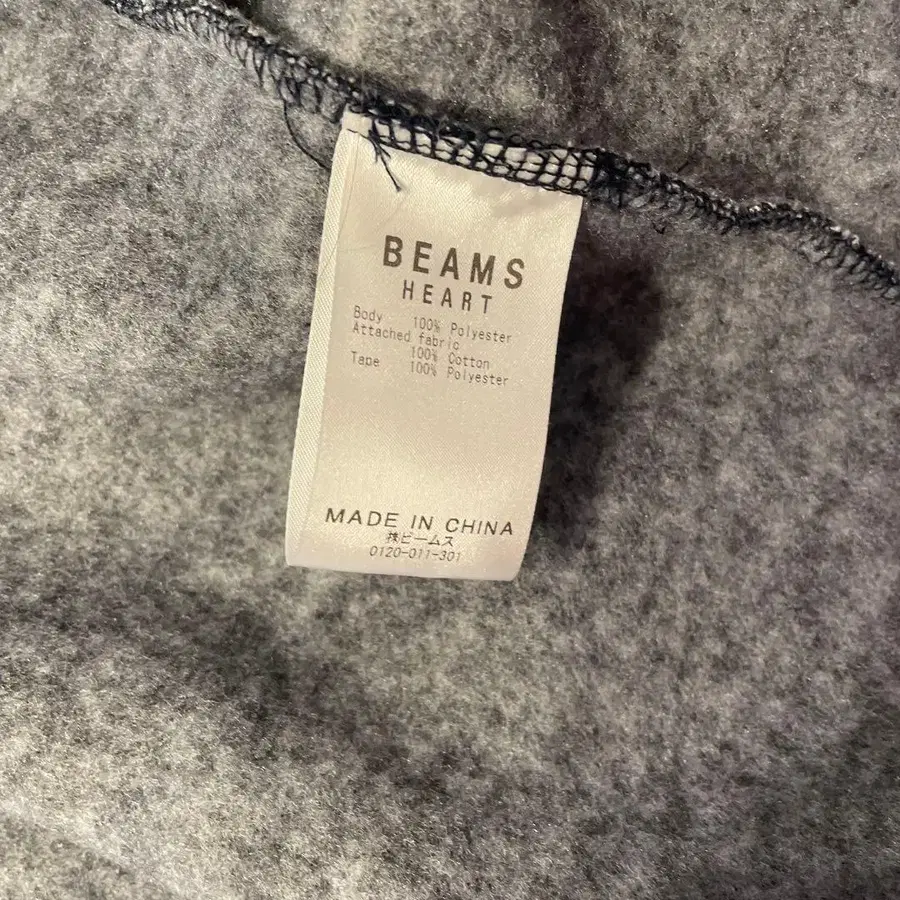 BEAMS
HEART
Body 100% Polyester
Attached fabric
100% Cotton
Tape 100% Polyester
MADE IN CHINA
㈱ビームス
0120-011-301